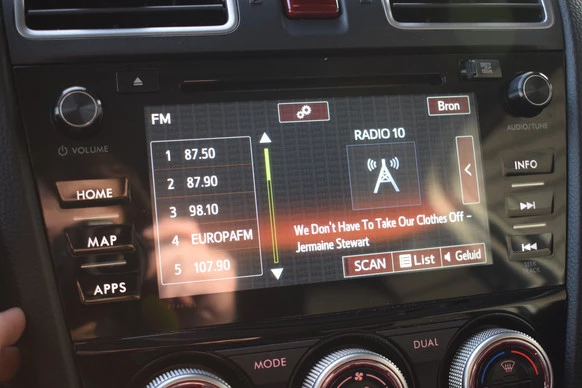 FM
Bron
RADIO 10
1 87.50
2 87.90
3 98.10
4 EUROPAFM
5 107.90
We Don't Have To Take Our Clothes Off –
Jermaine Stewart
SCAN List Geluid
VOLUME
HOME
MAP
APPS
AUDIO/TUNE
INFO
MODE
DUAL